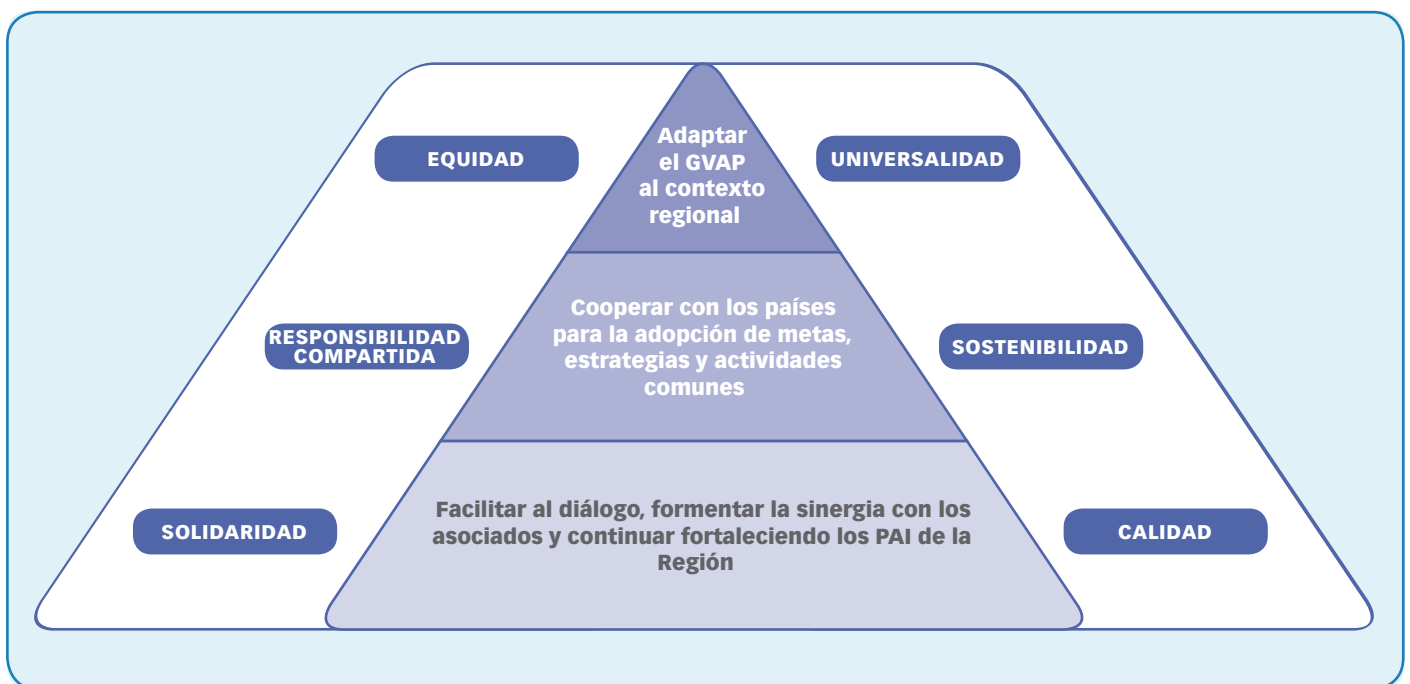 EQUIDAD
Adaptar
el GVAP
al contexto
regional
UNIVERSALIDAD
RESPONSIBILIDAD
COMPARTIDA
Cooperar con los países
para la adopción de metas,
estrategias y actividades
comunes
SOSTENIBILIDAD
SOLIDARIDAD
Facilitar al diálogo, formentar la sinergia con los
asociados y continuar fortaleciendo los PAI de la
Región
CALIDAD